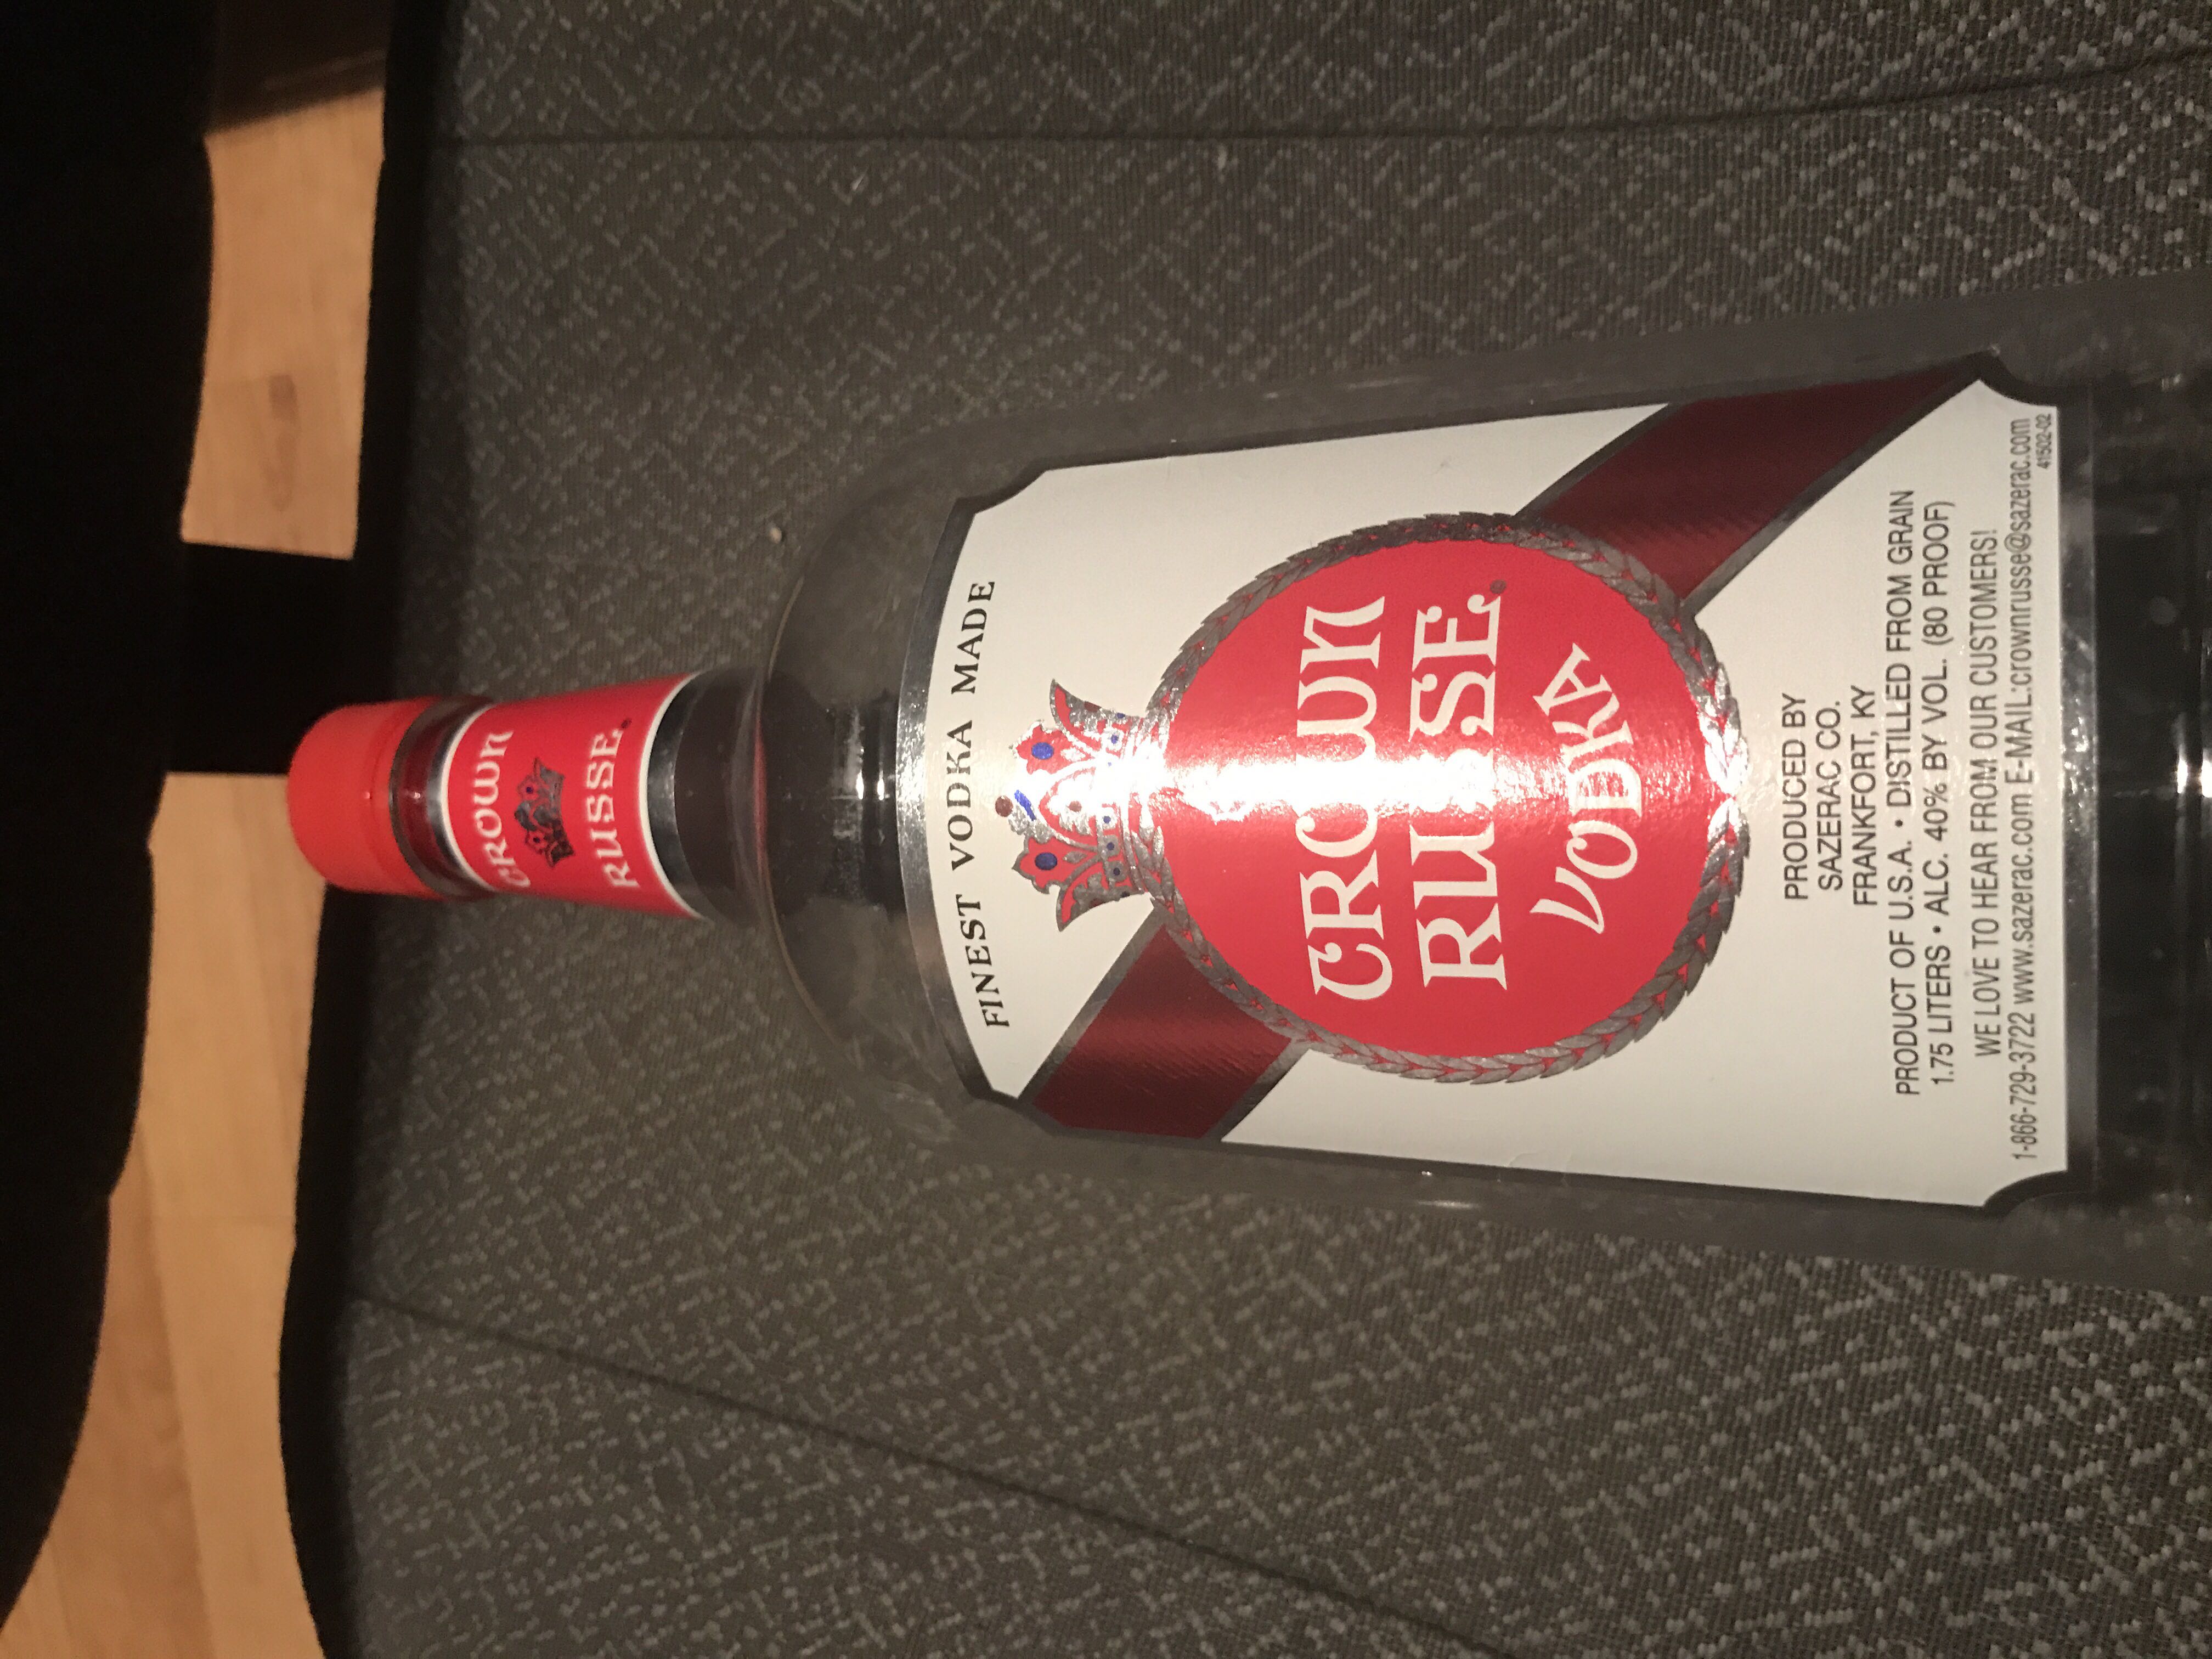 CROWN
RUSSE®
FINEST VODKA MADE
CROWN
RUSSE®
VODKA
PRODUCED BY
SAZERAC CO.
FRANKFORT, KY
PRODUCT OF U.S.A. • DISTILLED FROM GRAIN
1.75 LITERS • ALC. 40% BY VOL. (80 PROOF)
WE LOVE TO HEAR FROM OUR CUSTOMERS!
1-866-729-3722 www.sazerac.com E-MAIL:crownrusse@sazerac.com
41502-02